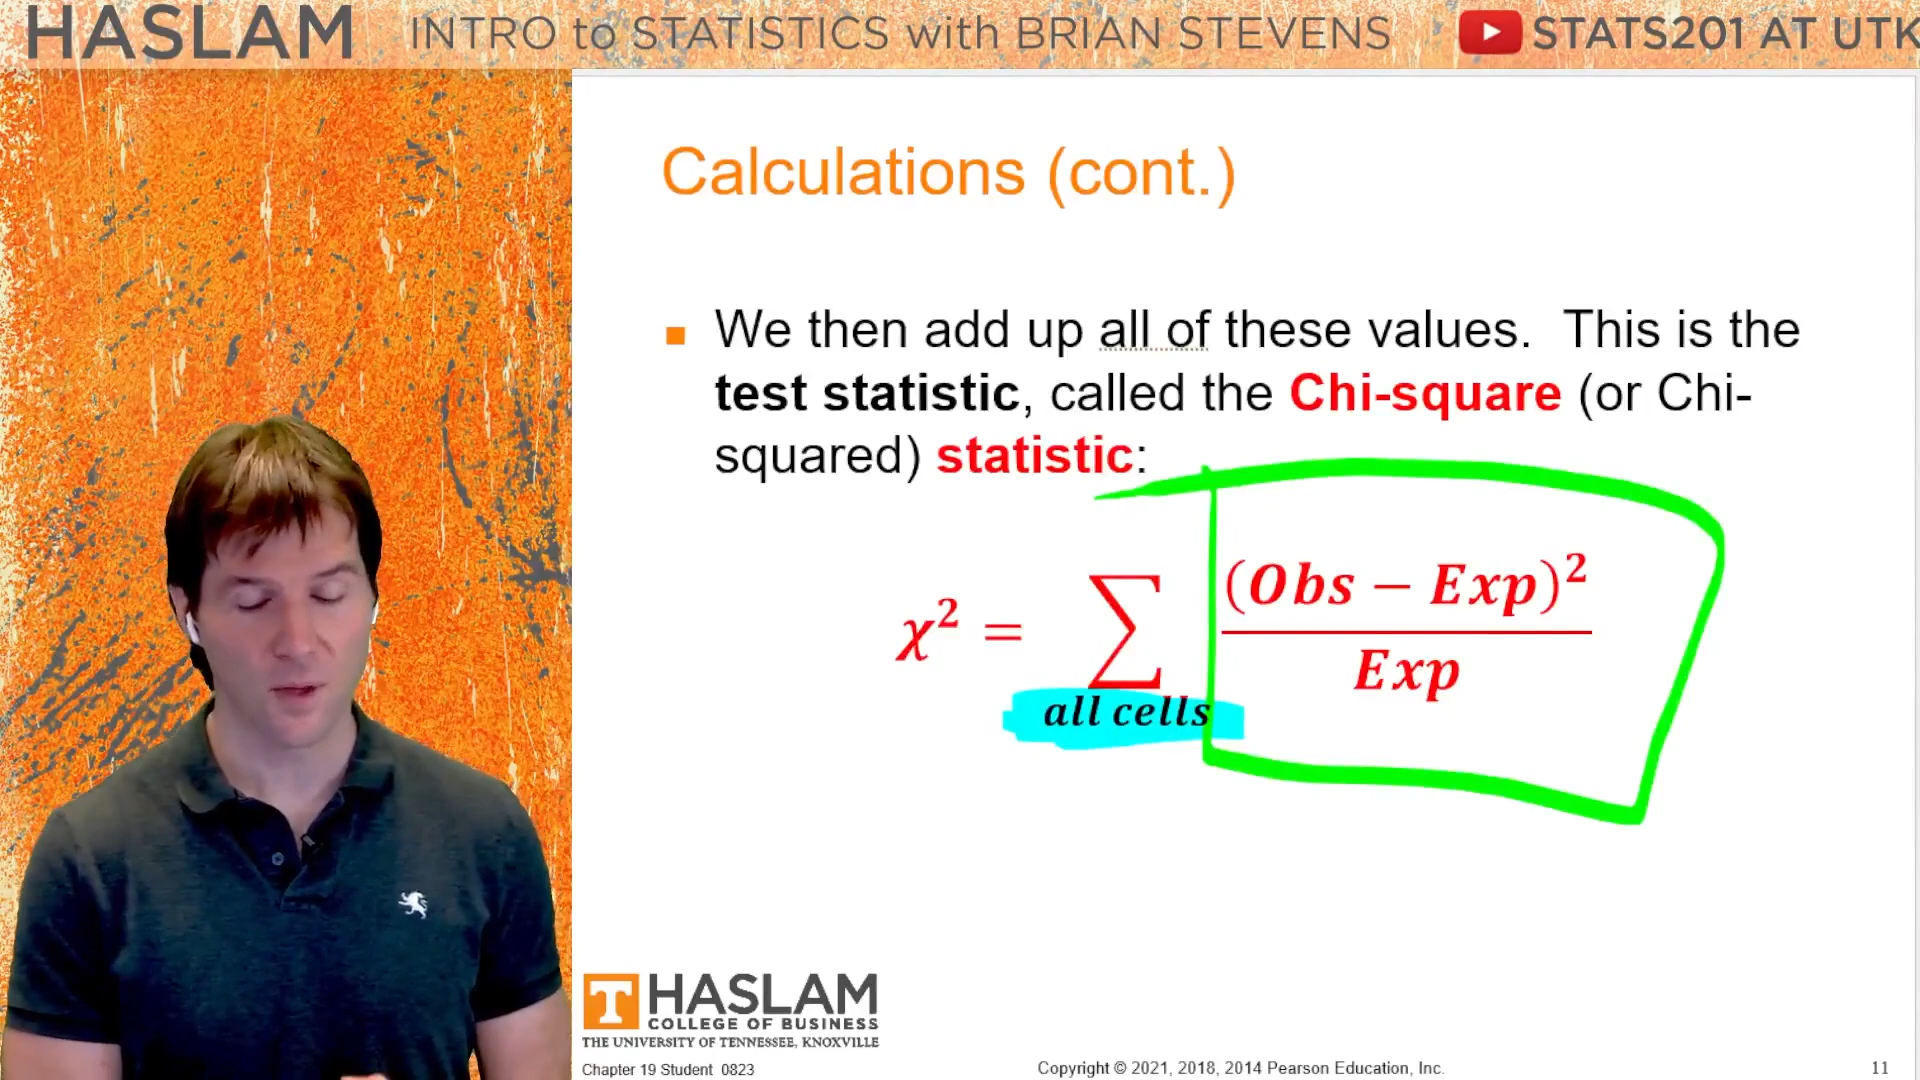 HASLAM INTRO to STATISTICS with BRIAN STEVENS STATS201 AT UTK
Calculations (cont.)
We then add up all of these values. This is the
test statistic, called the Chi-square (or Chi-
squared) statistic:
χ² = ∑ (Obs − Exp)²
Exp
all cells
T HASLAM
COLLEGE OF BUSINESS
THE UNIVERSITY OF TENNESSEE, KNOXVILLE
Chapter 19 Student 0823
Copyright © 2021, 2018, 2014 Pearson Education, Inc.
11